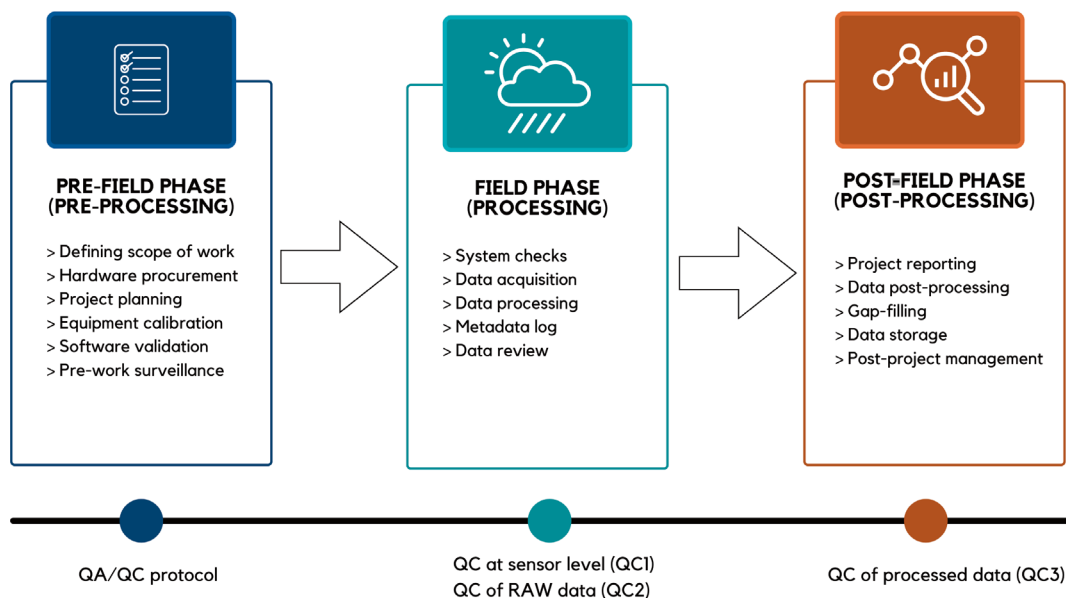 PRE-FIELD PHASE
(PRE-PROCESSING)
> Defining scope of work
> Hardware procurement
> Project planning
> Equipment calibration
> Software validation
> Pre-work surveillance
FIELD PHASE
(PROCESSING)
> System checks
> Data acquisition
> Data processing
> Metadata log
> Data review
POST-FIELD PHASE
(POST-PROCESSING)
> Project reporting
> Data post-processing
> Gap-filling
> Data storage
> Post-project management
QA/QC protocol
QC at sensor level (QC1)
QC of RAW data (QC2)
QC of processed data (QC3)